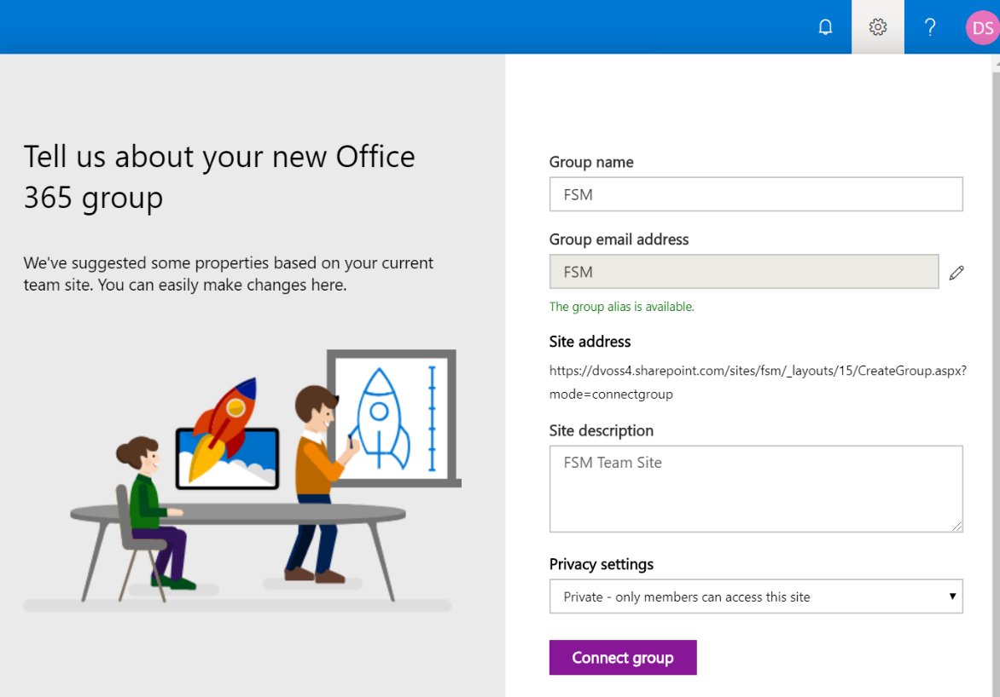 ?
DS
Tell us about your new Office
365 group
We've suggested some properties based on your current
team site. You can easily make changes here.
Group name
FSM
Group email address
FSM
The group alias is available.
Site address
https://dvoss4.sharepoint.com/sites/fsm/_layouts/15/CreateGroup.aspx?
mode=connectgroup
Site description
FSM Team Site
Privacy settings
Private - only members can access this site
Connect group